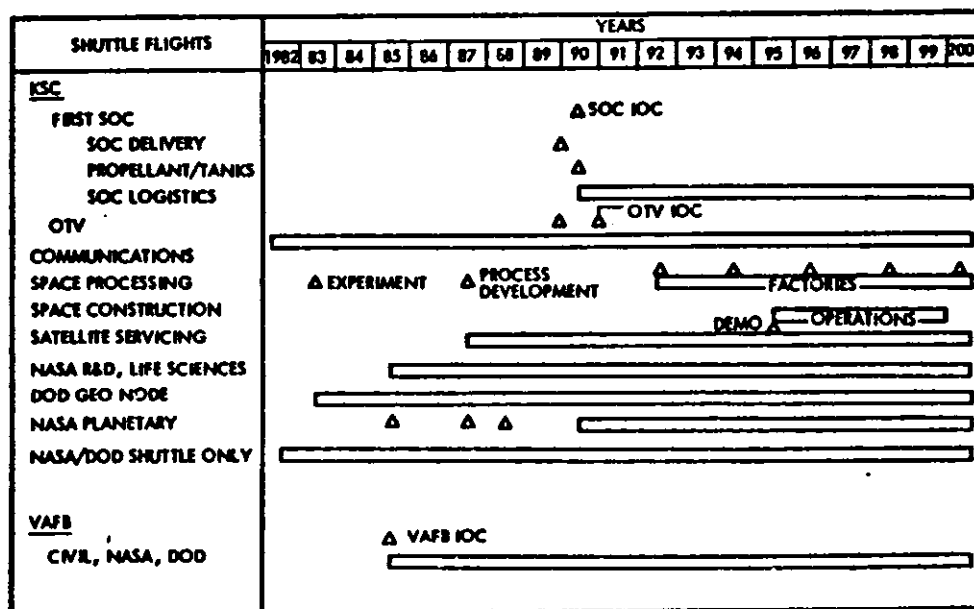 SHUTTLE FLIGHTS
YEARS
1982 83 84 85 86 87 88 89 90 91 92 93 94 95 96 97 98 99 200
KSC
FIRST SOC
SOC IOC
SOC DELIVERY
PROPELLANT/TANKS
SOC LOGISTICS
OTV
OTV IOC
COMMUNICATIONS
SPACE PROCESSING
EXPERIMENT
PROCESS
DEVELOPMENT
FACTORIES
SPACE CONSTRUCTION
OPERATIONS
DEMO
SATELLITE SERVICING
NASA R&D, LIFE SCIENCES
DOD GEO NODE
NASA PLANETARY
NASA/DOD SHUTTLE ONLY
VAFB
VAFB IOC
CIVIL, NASA, DOD